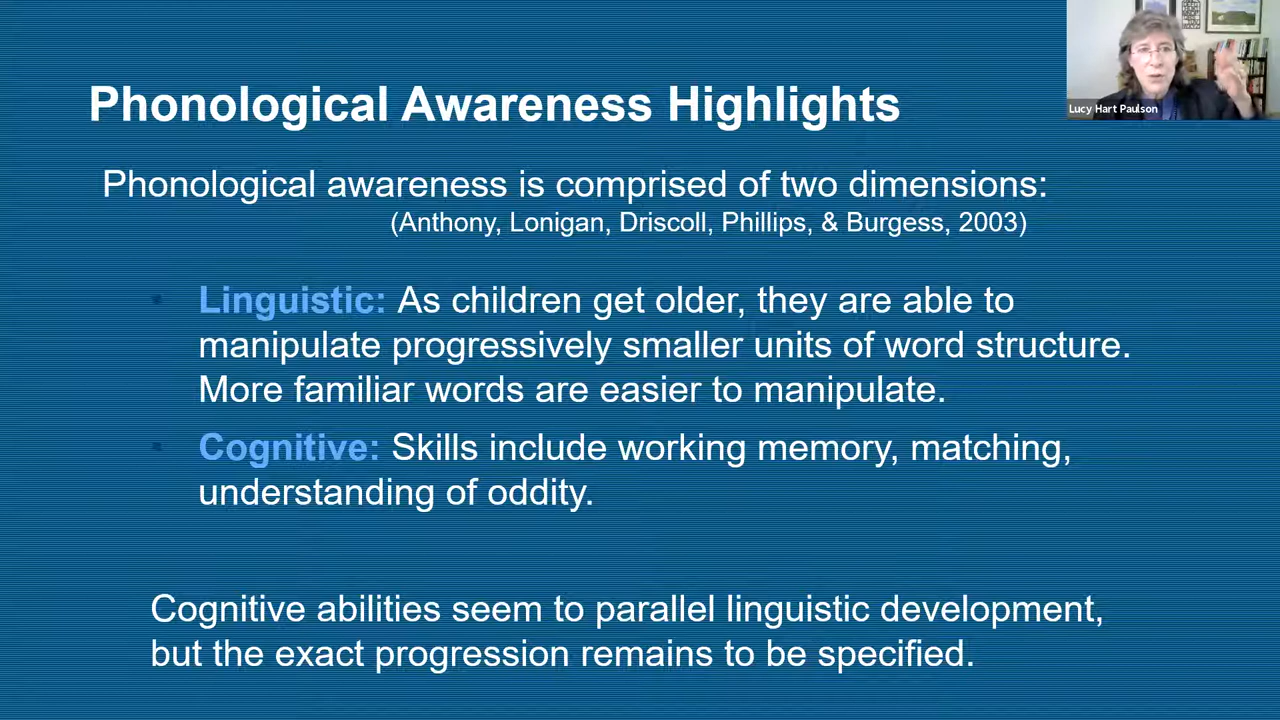 Lucy Hart Paulson
Phonological Awareness Highlights
Phonological awareness is comprised of two dimensions:
(Anthony, Lonigan, Driscoll, Phillips, & Burgess, 2003)
Linguistic: As children get older, they are able to
manipulate progressively smaller units of word structure.
More familiar words are easier to manipulate.
Cognitive: Skills include working memory, matching,
understanding of oddity.
Cognitive abilities seem to parallel linguistic development,
but the exact progression remains to be specified.